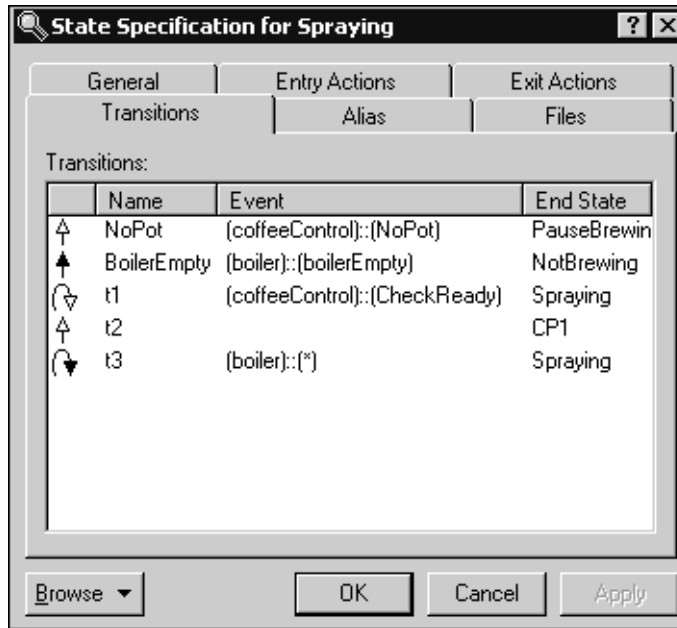 State Specification for Spraying
General Entry Actions Exit Actions
Transitions Alias Files
Transitions:
Name Event End State
NoPot (coffeeControl)::(NoPot) PauseBrewin
BoilerEmpty (boiler)::(boilerEmpty) NotBrewing
t1 (coffeeControl)::(CheckReady) Spraying
t2 CP1
t3 (boiler)::(*) Spraying
Browse OK Cancel Apply